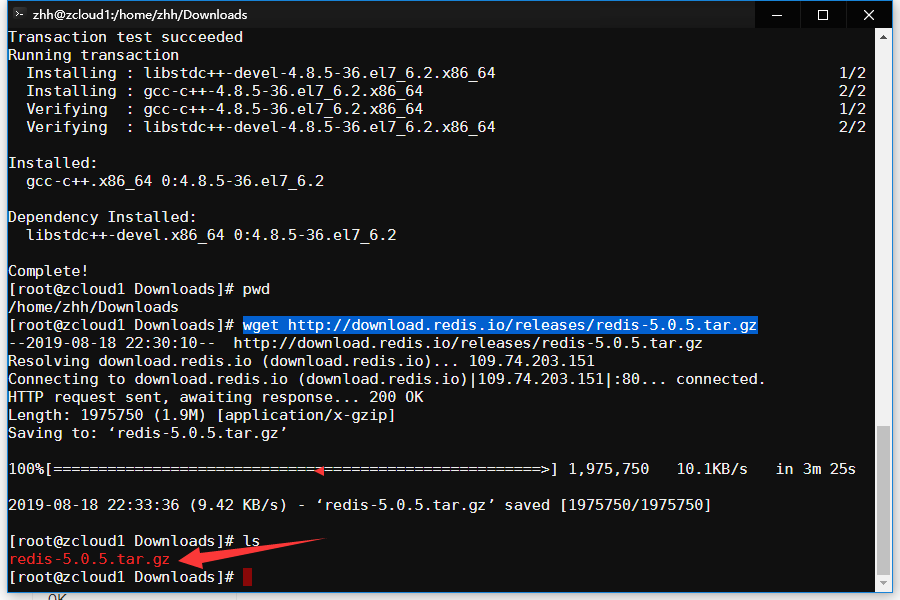 zhh@zcloud1:/home/zhh/Downloads
Transaction test succeeded
Running transaction
  Installing : libstdc++-devel-4.8.5-36.el7_6.2.x86_64 1/2
  Installing : gcc-c++-4.8.5-36.el7_6.2.x86_64 2/2
  Verifying  : gcc-c++-4.8.5-36.el7_6.2.x86_64 1/2
  Verifying  : libstdc++-devel-4.8.5-36.el7_6.2.x86_64 2/2
Installed:
  gcc-c++.x86_64 0:4.8.5-36.el7_6.2
Dependency Installed:
  libstdc++-devel.x86_64 0:4.8.5-36.el7_6.2
Complete!
[root@zcloud1 Downloads]# pwd
/home/zhh/Downloads
[root@zcloud1 Downloads]# wget http://download.redis.io/releases/redis-5.0.5.tar.gz
--2019-08-18 22:30:10--  http://download.redis.io/releases/redis-5.0.5.tar.gz
Resolving download.redis.io (download.redis.io)... 109.74.203.151
Connecting to download.redis.io (download.redis.io)|109.74.203.151|:80... connected.
HTTP request sent, awaiting response... 200 OK
Length: 1975750 (1.9M) [application/x-gzip]
Saving to: ‘redis-5.0.5.tar.gz’
100%[======================================================>] 1,975,750   10.1KB/s   in 3m 25s
2019-08-18 22:33:36 (9.42 KB/s) - ‘redis-5.0.5.tar.gz’ saved [1975750/1975750]
[root@zcloud1 Downloads]# ls
redis-5.0.5.tar.gz
[root@zcloud1 Downloads]#
OK